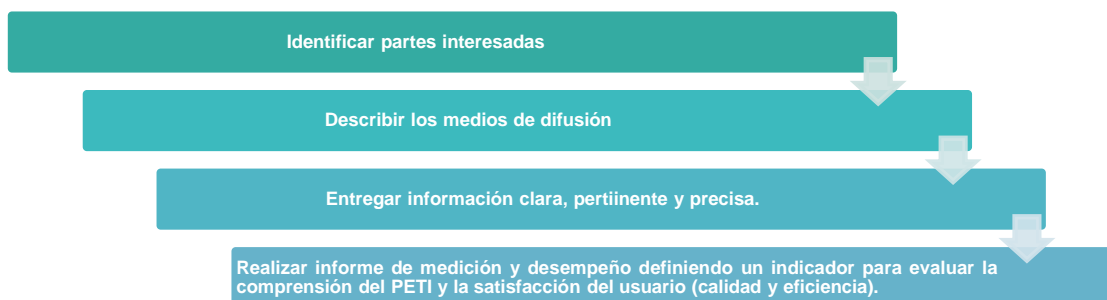 Identificar partes interesadas
Describir los medios de difusión
Entregar información clara, pertiinente y precisa.
Realizar informe de medición y desempeño definiendo un indicador para evaluar la
comprensión del PETI y la satisfacción del usuario (calidad y eficiencia).